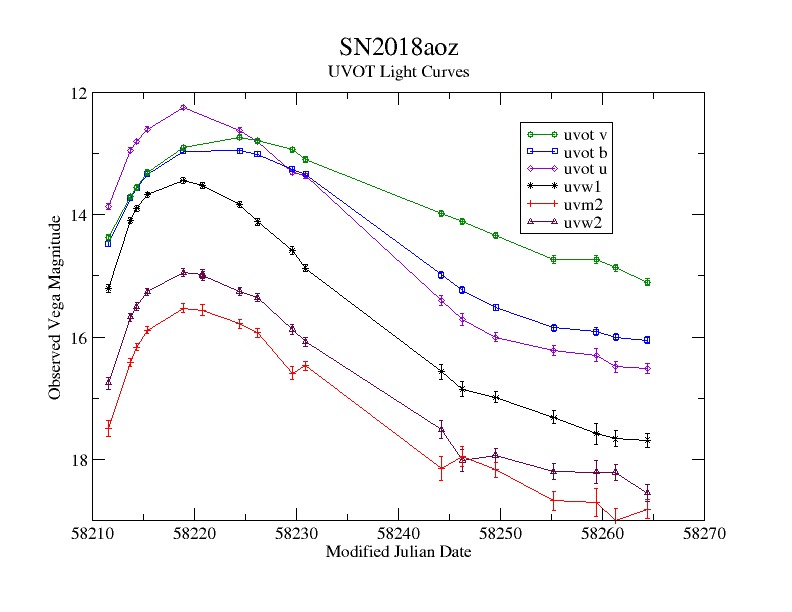 SN2018aoz
UVOT Light Curves
12
14
16
18
Observed Vega Magnitude
uvot v
uvot b
uvot u
uvw1
uvm2
uvw2
58210 58220 58230 58240 58250 58260 58270
Modified Julian Date